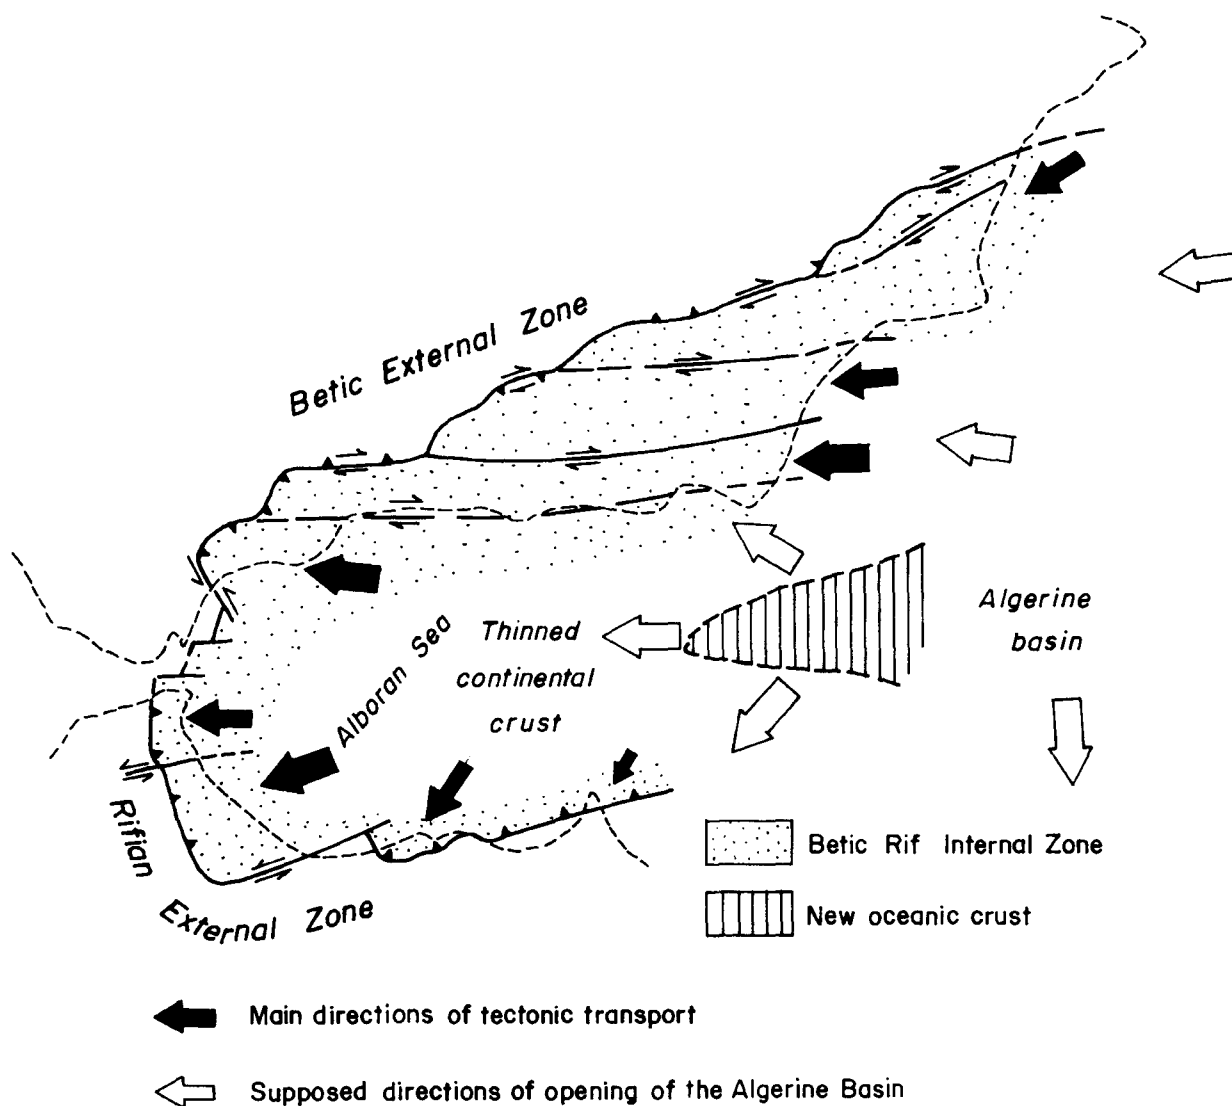 Betic External Zone
Algerine
basin
Thinned
continental
crust
Alboran Sea
Rifian
External Zone
Betic Rif Internal Zone
New oceanic crust
Main directions of tectonic transport
Supposed directions of opening of the Algerine Basin